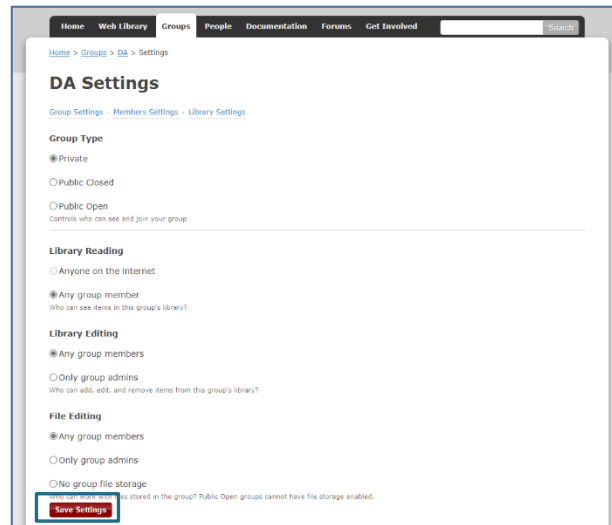 Home Web Library Groups People Documentation Forums Get Involved Search
Home > Groups > DA > Settings
DA Settings
Group Settings · Members Settings · Library Settings
Group Type
Private
Public Closed
Public Open
Controls who can see and join your group
Library Reading
Anyone on the internet
Any group member
Who can see items in this group's library?
Library Editing
Any group members
Only group admins
Who can add, edit, and remove items from this group's library?
File Editing
Any group members
Only group admins
No group file storage
Who can work with files stored in the group? Public Open groups cannot have file storage enabled.
Save Settings